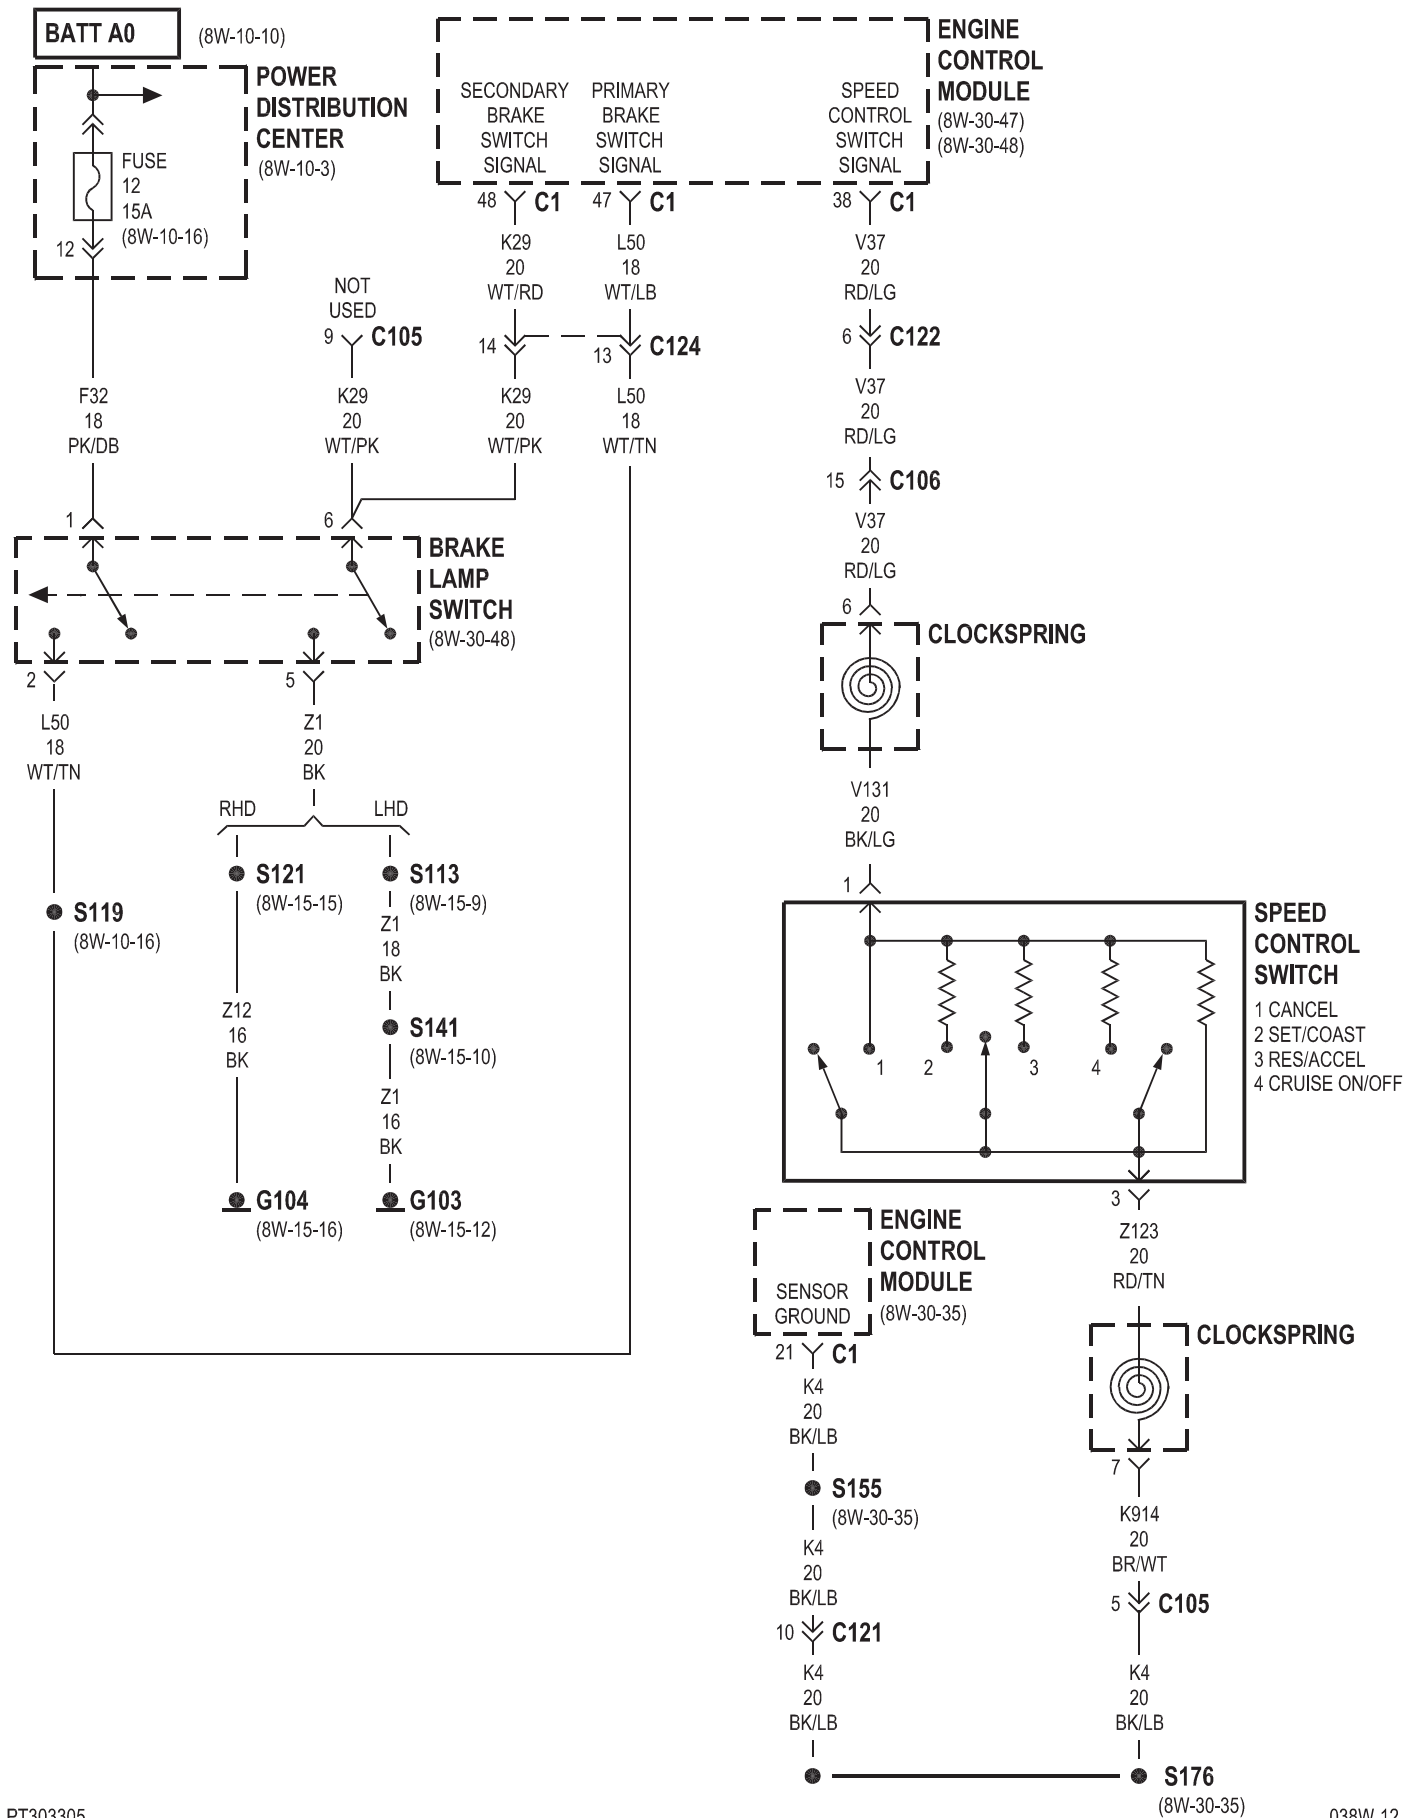 BATT A0
(8W-10-10)
POWER
DISTRIBUTION
CENTER
(8W-10-3)
FUSE
12
15A
(8W-10-16)
12
ENGINE
CONTROL
MODULE
(8W-30-47)
(8W-30-48)
SECONDARY
BRAKE
SWITCH
SIGNAL
PRIMARY
BRAKE
SWITCH
SIGNAL
SPEED
CONTROL
SWITCH
SIGNAL
48 C1
47 C1
38 C1
K29
20
WT/RD
L50
18
WT/LB
V37
20
RD/LG
NOT
USED
9 C105
14
13 C124
6 C122
F32
18
PK/DB
K29
20
WT/PK
K29
20
WT/PK
L50
18
WT/TN
V37
20
RD/LG
15 C106
V37
20
RD/LG
1
6
BRAKE
LAMP
SWITCH
(8W-30-48)
2
5
6
CLOCKSPRING
L50
18
WT/TN
Z1
20
BK
RHD
LHD
V131
20
BK/LG
S121
(8W-15-15)
S113
(8W-15-9)
S119
(8W-10-16)
Z1
18
BK
S141
(8W-15-10)
Z12
16
BK
Z1
16
BK
G104
(8W-15-16)
G103
(8W-15-12)
1
SPEED
CONTROL
SWITCH
1 CANCEL
2 SET/COAST
3 RES/ACCEL
4 CRUISE ON/OFF
1
2
3
4
3
Z123
20
RD/TN
ENGINE
CONTROL
MODULE
(8W-30-35)
SENSOR
GROUND
21 C1
CLOCKSPRING
K4
20
BK/LB
7
S155
(8W-30-35)
K914
20
BR/WT
K4
20
BK/LB
5 C105
10 C121
K4
20
BK/LB
K4
20
BK/LB
S176
(8W-30-35)
PT303305
038W-12